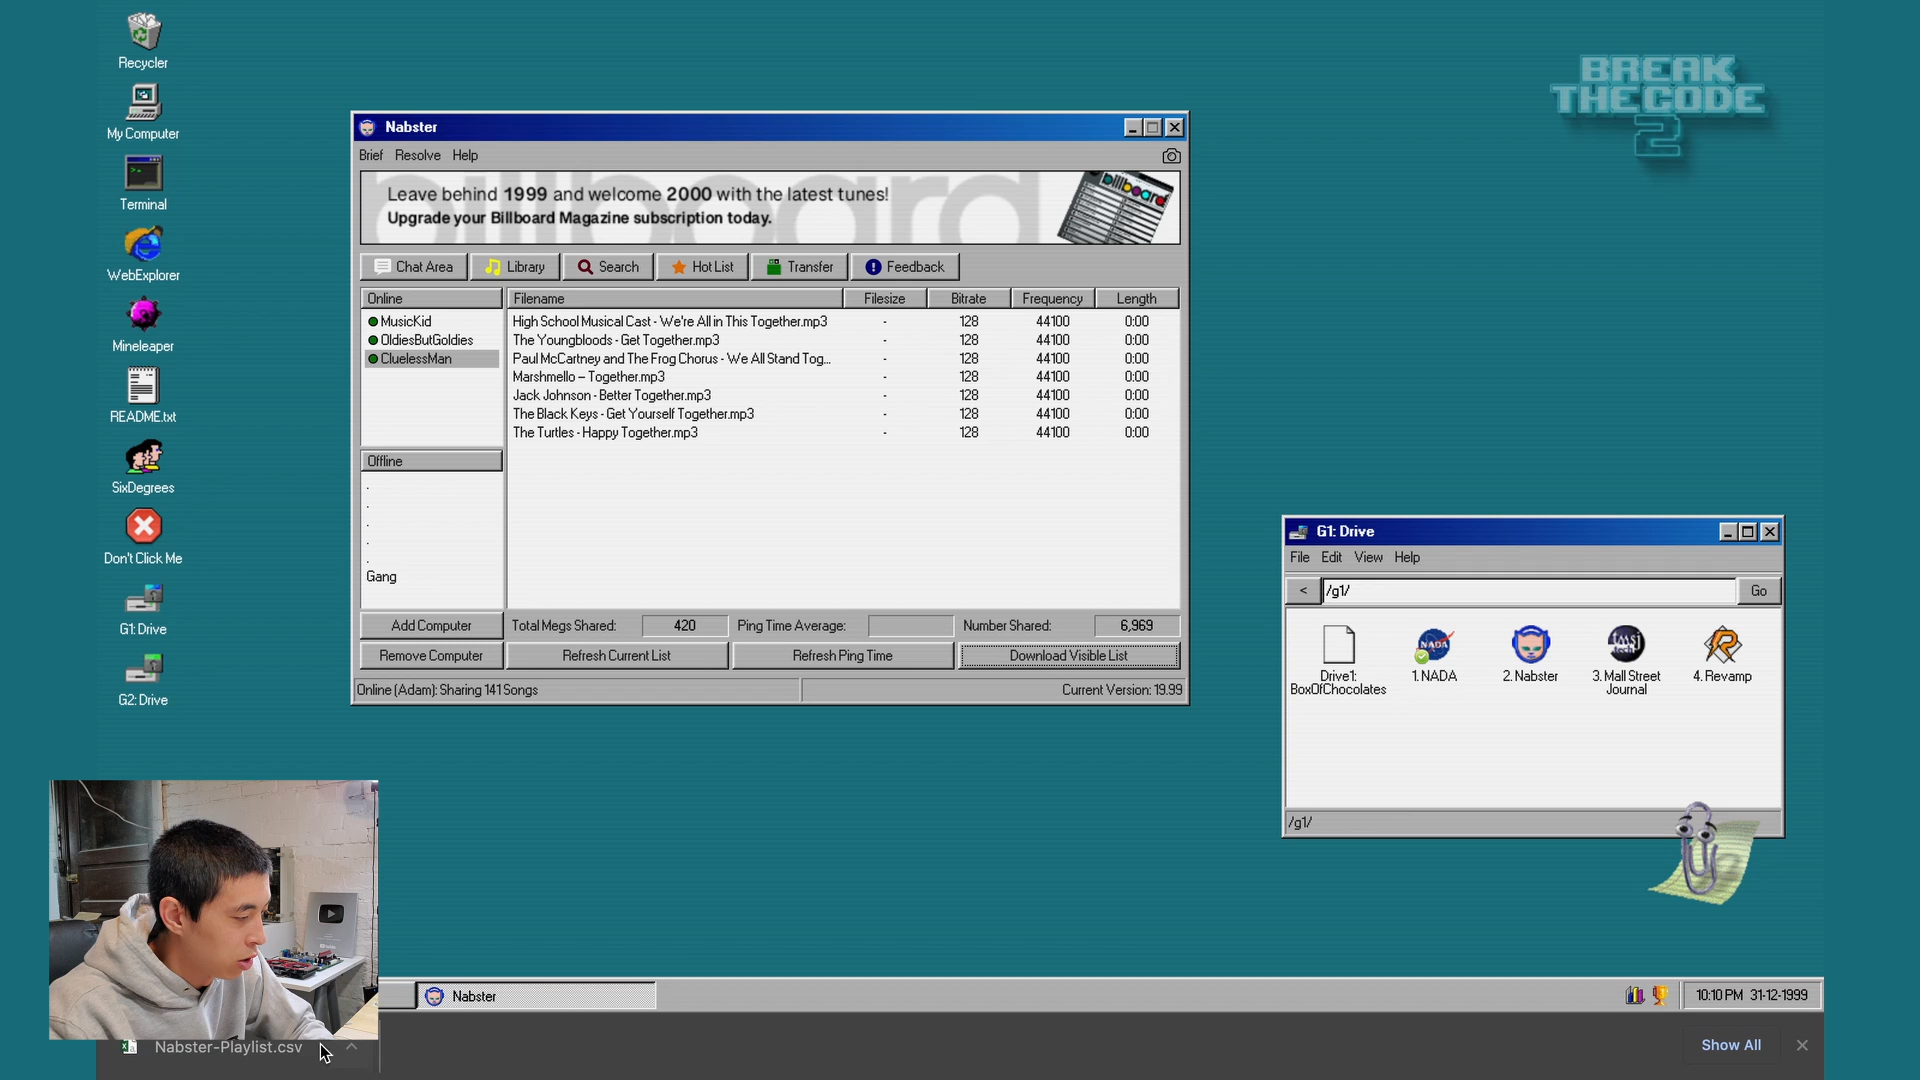 Recycler
My Computer
Terminal
WebExplorer
Mineleaper
README.txt
SixDegrees
Don't Click Me
G1: Drive
G2: Drive
BREAK
THE CODE
2
Nabster
Brief Resolve Help
billboard
Leave behind 1999 and welcome 2000 with the latest tunes!
Upgrade your Billboard Magazine subscription today.
billboard
Chat Area Library Search Hot List Transfer Feedback
Online Filename Filesize Bitrate Frequency Length
MusicKid
OldiesButGoldies
CluelessMan
High School Musical Cast - We're All in This Together.mp3 - 128 44100 0:00
The Youngbloods - Get Together.mp3 - 128 44100 0:00
Paul McCartney and The Frog Chorus - We All Stand Tog... - 128 44100 0:00
Marshmello – Together.mp3 - 128 44100 0:00
Jack Johnson - Better Together.mp3 - 128 44100 0:00
The Black Keys - Get Yourself Together.mp3 - 128 44100 0:00
The Turtles - Happy Together.mp3 - 128 44100 0:00
Offline
.
.
.
.
.
Gang
Add Computer Total Megs Shared: 420 Ping Time Average: Number Shared: 6,969
Remove Computer Refresh Current List Refresh Ping Time Download Visible List
Online (Adam): Sharing 141 Songs Current Version: 19.99
G1: Drive
File Edit View Help
< /g1/ Go
NADA
tmsj
tech
Drive1:
BoxOfChocolates
1. NADA
2. Nabster
3. Mall Street
Journal
4. Revamp
/g1/
Nabster
10:10 PM 31-12-1999
Nabster-Playlist.csv
Show All